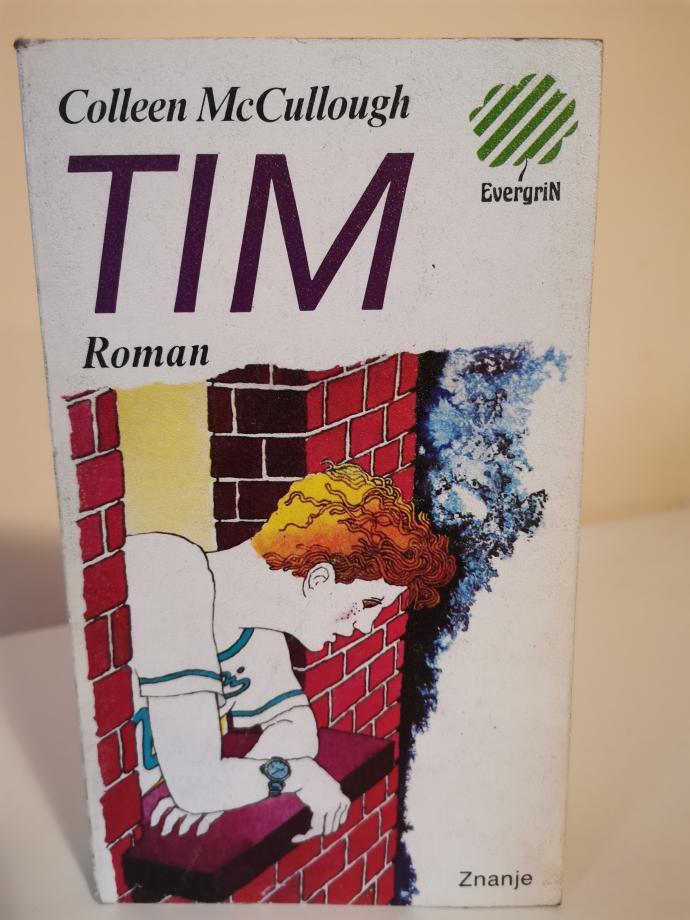 Colleen McCullough
EvergriN
TIM
Roman
Znanje